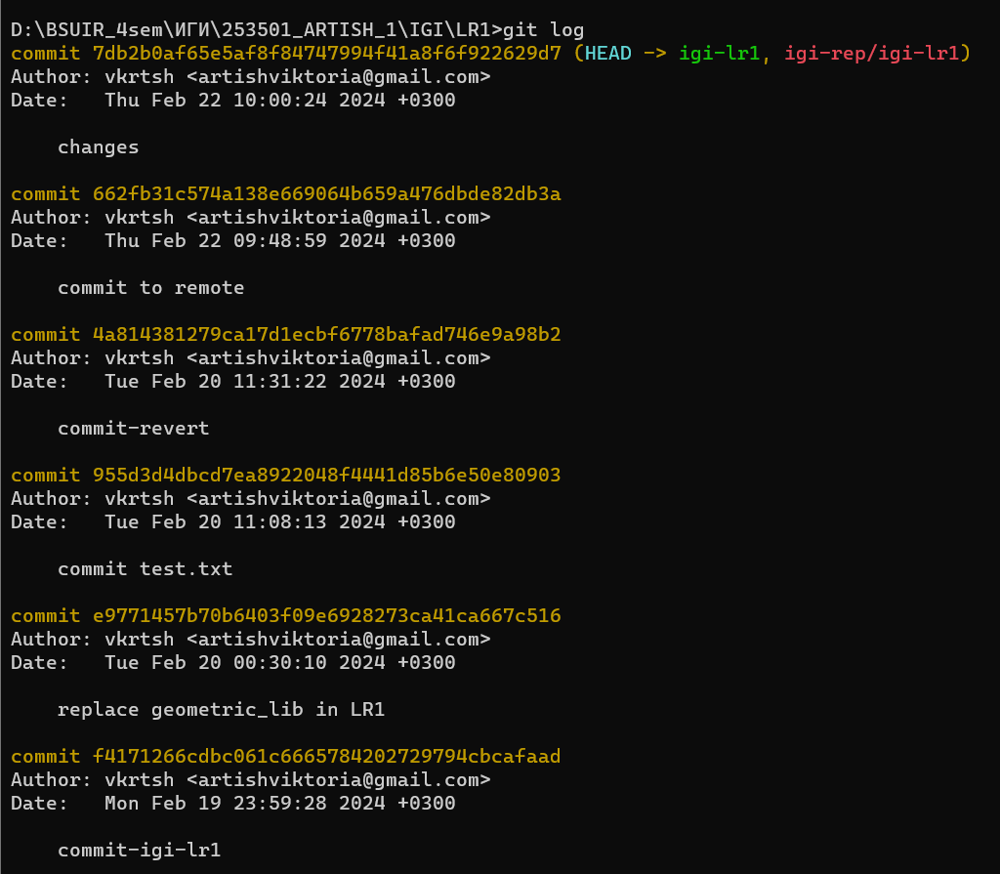 D:\BSUIR_4sem\ИГИ\253501_ARTISH_1\IGI\LR1>git log
commit 7db2b0af65e5af8f84747994f41a8f6f922629d7 (HEAD -> igi-lr1, igi-rep/igi-lr1)
Author: vkrtsh <artishviktoria@gmail.com>
Date:   Thu Feb 22 10:00:24 2024 +0300
changes
commit 662fb31c574a138e669064b659a476dbde82db3a
Author: vkrtsh <artishviktoria@gmail.com>
Date:   Thu Feb 22 09:48:59 2024 +0300
commit to remote
commit 4a814381279ca17d1ecbf6778bafad746e9a98b2
Author: vkrtsh <artishviktoria@gmail.com>
Date:   Tue Feb 20 11:31:22 2024 +0300
commit-revert
commit 955d3d4dbcd7ea8922048f4441d85b6e50e80903
Author: vkrtsh <artishviktoria@gmail.com>
Date:   Tue Feb 20 11:08:13 2024 +0300
commit test.txt
commit e9771457b70b6403f09e6928273ca41ca667c516
Author: vkrtsh <artishviktoria@gmail.com>
Date:   Tue Feb 20 00:30:10 2024 +0300
replace geometric_lib in LR1
commit f4171266cdbc061c6665784202729794cbcafaad
Author: vkrtsh <artishviktoria@gmail.com>
Date:   Mon Feb 19 23:59:28 2024 +0300
commit-igi-lr1